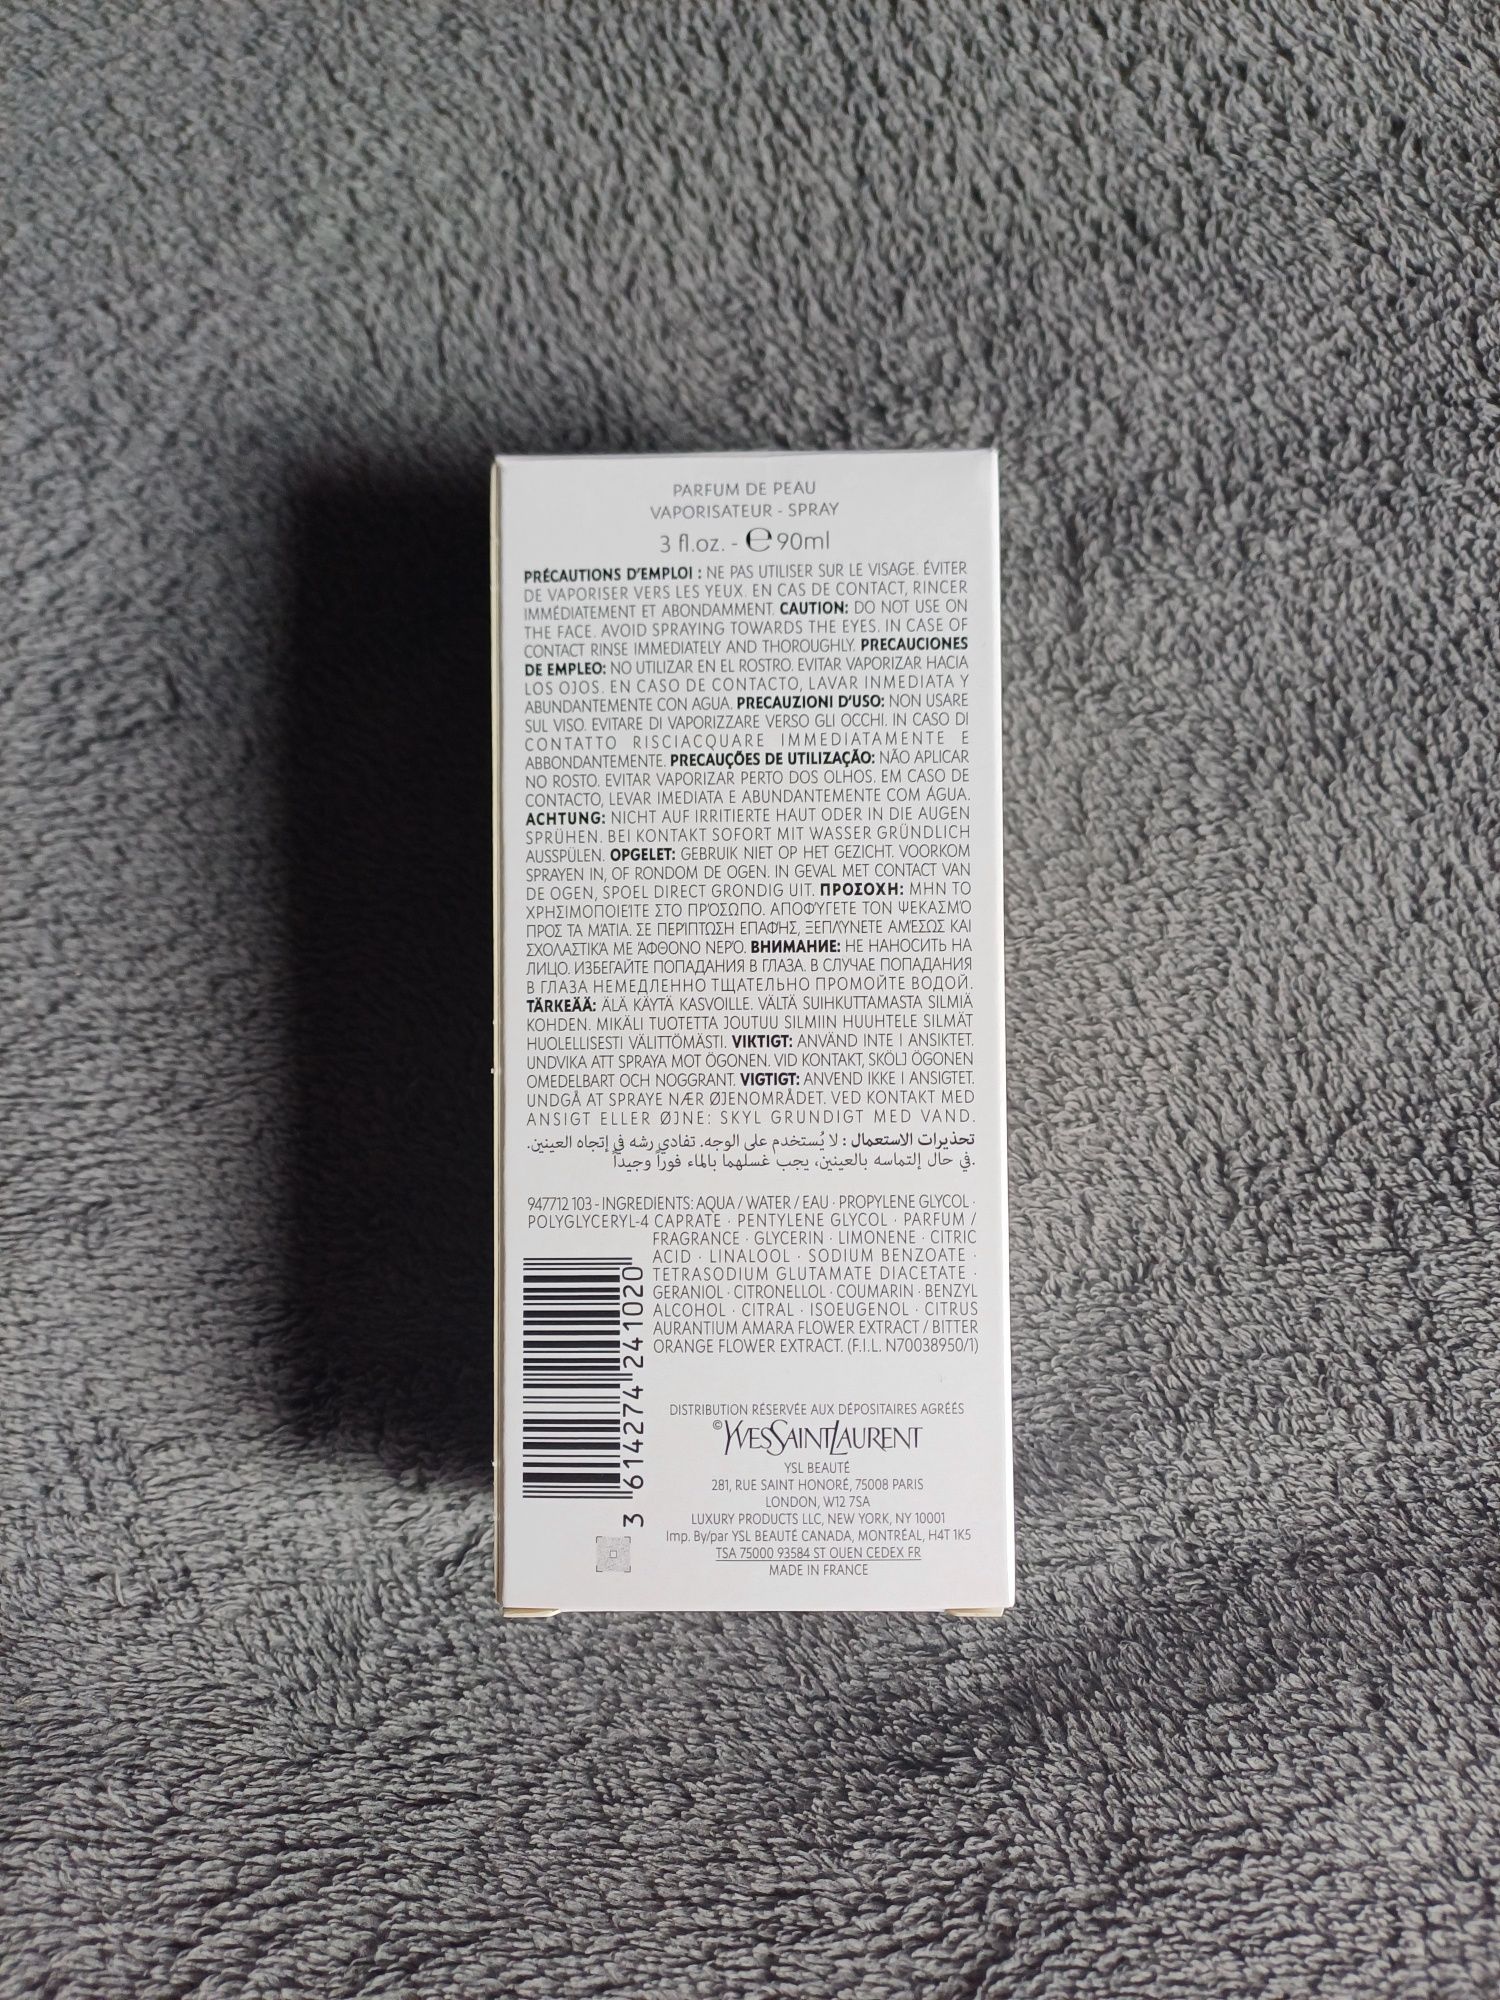 PARFUM DE PEAU
VAPORISATEUR - SPRAY
3 fl.oz. - ℮ 90ml
PRÉCAUTIONS D'EMPLOI : NE PAS UTILISER SUR LE VISAGE. ÉVITER
DE VAPORISER VERS LES YEUX. EN CAS DE CONTACT, RINCER
IMMÉDIATEMENT ET ABONDAMMENT. CAUTION: DO NOT USE ON
THE FACE. AVOID SPRAYING TOWARDS THE EYES. IN CASE OF
CONTACT RINSE IMMEDIATELY AND THOROUGHLY. PRECAUCIONES
DE EMPLEO: NO UTILIZAR EN EL ROSTRO. EVITAR VAPORIZAR HACIA
LOS OJOS. EN CASO DE CONTACTO, LAVAR INMEDIATA Y
ABUNDANTEMENTE CON AGUA. PRECAUZIONI D'USO: NON USARE
SUL VISO. EVITARE DI VAPORIZZARE VERSO GLI OCCHI. IN CASO DI
CONTATTO RISCIACQUARE IMMEDIATAMENTE E
ABBONDANTEMENTE. PRECAUÇÕES DE UTILIZAÇÃO: NÃO APLICAR
NO ROSTO. EVITAR VAPORIZAR PERTO DOS OLHOS. EM CASO DE
CONTACTO, LEVAR IMEDIATA E ABUNDANTEMENTE COM ÁGUA.
ACHTUNG: NICHT AUF IRRITIERTE HAUT ODER IN DIE AUGEN
SPRÜHEN. BEI KONTAKT SOFORT MIT WASSER GRÜNDLICH
AUSSPÜLEN. OPGELET: GEBRUIK NIET OP HET GEZICHT. VOORKOM
SPRAYEN IN, OF RONDOM DE OGEN. IN GEVAL MET CONTACT VAN
DE OGEN, SPOEL DIRECT GRONDIG UIT. ΠΡΟΣΟΧΗ: ΜΗΝ ΤΟ
ΧΡΗΣΙΜΟΠΟΙΕΊΤΕ ΣΤΟ ΠΡΌΣΩΠΟ. ΑΠΟΦΎΓΕΤΕ ΤΟΝ ΨΕΚΑΣΜΌ
ΠΡΟΣ ΤΑ ΜΆΤΙΑ. ΣΕ ΠΕΡΊΠΤΩΣΗ ΕΠΑΦΉΣ, ΞΕΠΛΎΝΕΤΕ ΑΜΈΣΩΣ ΚΑΙ
ΣΧΟΛΑΣΤΙΚΆ ΜΕ ΆΦΘΟΝΟ ΝΕΡΌ. ВНИМАНИЕ: НЕ НАНОСИТЬ НА
ЛИЦО. ИЗБЕГАЙТЕ ПОПАДАНИЯ В ГЛАЗА. В СЛУЧАЕ ПОПАДАНИЯ
В ГЛАЗА НЕМЕДЛЕННО ТЩАТЕЛЬНО ПРОМОЙТЕ ВОДОЙ.
TÄRKEÄÄ: ÄLÄ KÄYTÄ KASVOILLE. VÄLTÄ SUIHKUTTAMASTA SILMIÄ
KOHDEN. MIKÄLI TUOTETTA JOUTUU SILMIIN HUUHTELE SILMÄT
HUOLELLISESTI VÄLITTÖMÄSTI. VIKTIGT: ANVÄND INTE I ANSIKTET.
UNDVIKA ATT SPRAYA MOT ÖGONEN. VID KONTAKT, SKÖLJ ÖGONEN
OMEDELBART OCH NOGGRANT. VIGTIGT: ANVEND IKKE I ANSIGTET.
UNDGÅ AT SPRAYE NÆR ØJENOMRÅDET. VED KONTAKT MED
ANSIGT ELLER ØJNE: SKYL GRUNDIGT MED VAND.
تحذيرات الاستعمال : لا يُستخدم على الوجه. تفادي رشه في إتجاه العينين.
في حال إلتماسه بالعينين، يجب غسلهما بالماء فوراً وجيداً.
947712 103 - INGREDIENTS: AQUA / WATER / EAU · PROPYLENE GLYCOL ·
POLYGLYCERYL-4 CAPRATE · PENTYLENE GLYCOL · PARFUM /
FRAGRANCE · GLYCERIN · LIMONENE · CITRIC
ACID · LINALOOL · SODIUM BENZOATE ·
TETRASODIUM GLUTAMATE DIACETATE ·
GERANIOL · CITRONELLOL · COUMARIN · BENZYL
ALCOHOL · CITRAL · ISOEUGENOL · CITRUS
AURANTIUM AMARA FLOWER EXTRACT / BITTER
ORANGE FLOWER EXTRACT. (F.I.L. N70038950/1)
3 614274 241020
DISTRIBUTION RÉSERVÉE AUX DÉPOSITAIRES AGRÉÉS
©YVESSAINTLAURENT
YSL BEAUTÉ
281, RUE SAINT HONORÉ, 75008 PARIS
LONDON, W12 7SA
LUXURY PRODUCTS LLC, NEW YORK, NY 10001
Imp. By/par YSL BEAUTÉ CANADA, MONTRÉAL, H4T 1K5
TSA 75000 93584 ST OUEN CEDEX FR
MADE IN FRANCE